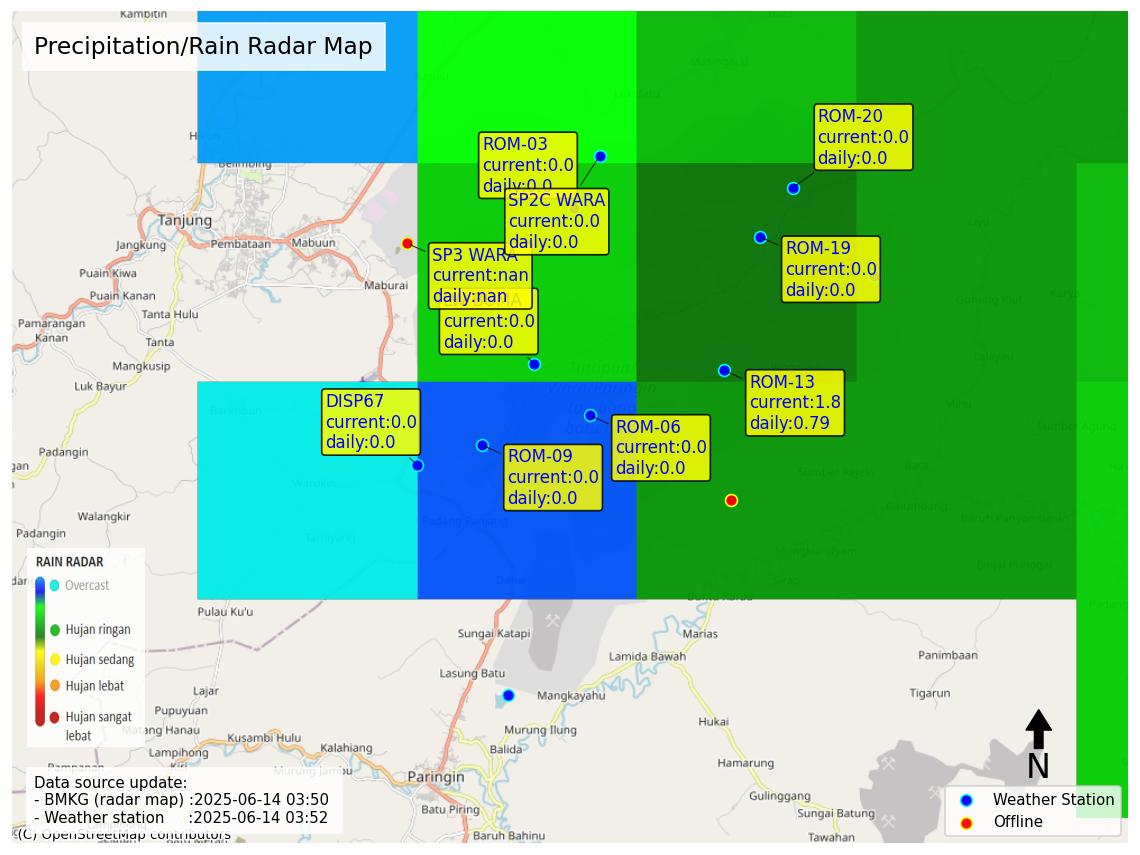 Kambitin
Precipitation/Rain Radar Map
ROM-20
current:0.0
daily:0.0
ROM-03
current:0.0
daily:0.0
Belimbing
SP2C WARA
current:0.0
daily:0.0
Tanjung
Jangkung
Pembataan
Mabuun
SP3 WARA
current:nan
daily:nan
ROM-19
current:0.0
daily:0.0
Puain Kiwa
Maburai
Puain Kanan
Tanta Hulu
current:0.0
daily:0.0
Pamarangan
Kanan
Tanta
Mangkusip
Luk Bayur
ROM-13
current:1.8
daily:0.79
DISP67
current:0.0
daily:0.0
ROM-06
current:0.0
daily:0.0
ROM-09
current:0.0
daily:0.0
Walangkir
Padangin
RAIN RADAR
Overcast
Hujan ringan
Hujan sedang
Hujan lebat
Hujan sangat
lebat
Pulau Ku'u
Sungai Katapi
Marias
Lamida Bawah
Panimbaan
Lasung Batu
Lajar
Mangkayahu
Tigarun
Pupuyuan
Matang Hanau
Hukai
Murung Ilung
Kusambi Hulu
Lampihong
Kalahiang
Balida
Hamarung
N
Murung Jambu
Paringin
Data source update:
- BMKG (radar map) :2025-06-14 03:50
- Weather station :2025-06-14 03:52
Gulinggang
Weather Station
Offline
Batu Piring
Sungai Batung
(C) OpenStreetMap contributors
Baruh Bahinu
Tawahan